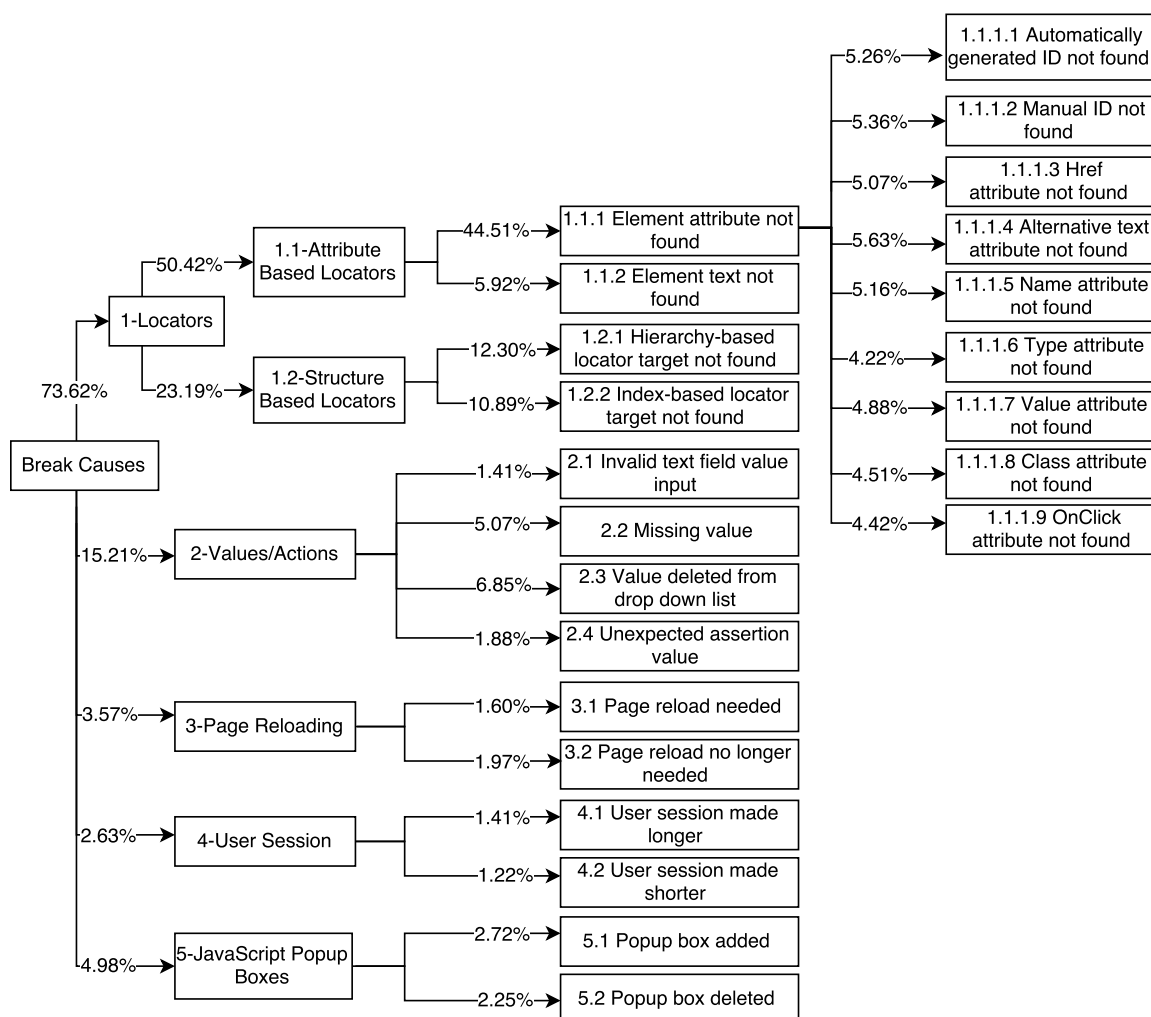 Break Causes
73.62%
1-Locators
50.42%
1.1-Attribute
Based Locators
44.51%
1.1.1 Element attribute not
found
5.26%
1.1.1.1 Automatically
generated ID not found
5.36%
1.1.1.2 Manual ID not
found
5.07%
1.1.1.3 Href
attribute not found
5.63%
1.1.1.4 Alternative text
attribute not found
5.16%
1.1.1.5 Name attribute
not found
4.22%
1.1.1.6 Type attribute
not found
4.88%
1.1.1.7 Value attribute
not found
4.51%
1.1.1.8 Class attribute
not found
4.42%
1.1.1.9 OnClick
attribute not found
5.92%
1.1.2 Element text not
found
23.19%
1.2-Structure
Based Locators
12.30%
1.2.1 Hierarchy-based
locator target not found
10.89%
1.2.2 Index-based locator
target not found
15.21%
2-Values/Actions
1.41%
2.1 Invalid text field value
input
5.07%
2.2 Missing value
6.85%
2.3 Value deleted from
drop down list
1.88%
2.4 Unexpected assertion
value
3.57%
3-Page Reloading
1.60%
3.1 Page reload needed
1.97%
3.2 Page reload no longer
needed
2.63%
4-User Session
1.41%
4.1 User session made
longer
1.22%
4.2 User session made
shorter
4.98%
5-JavaScript Popup
Boxes
2.72%
5.1 Popup box added
2.25%
5.2 Popup box deleted